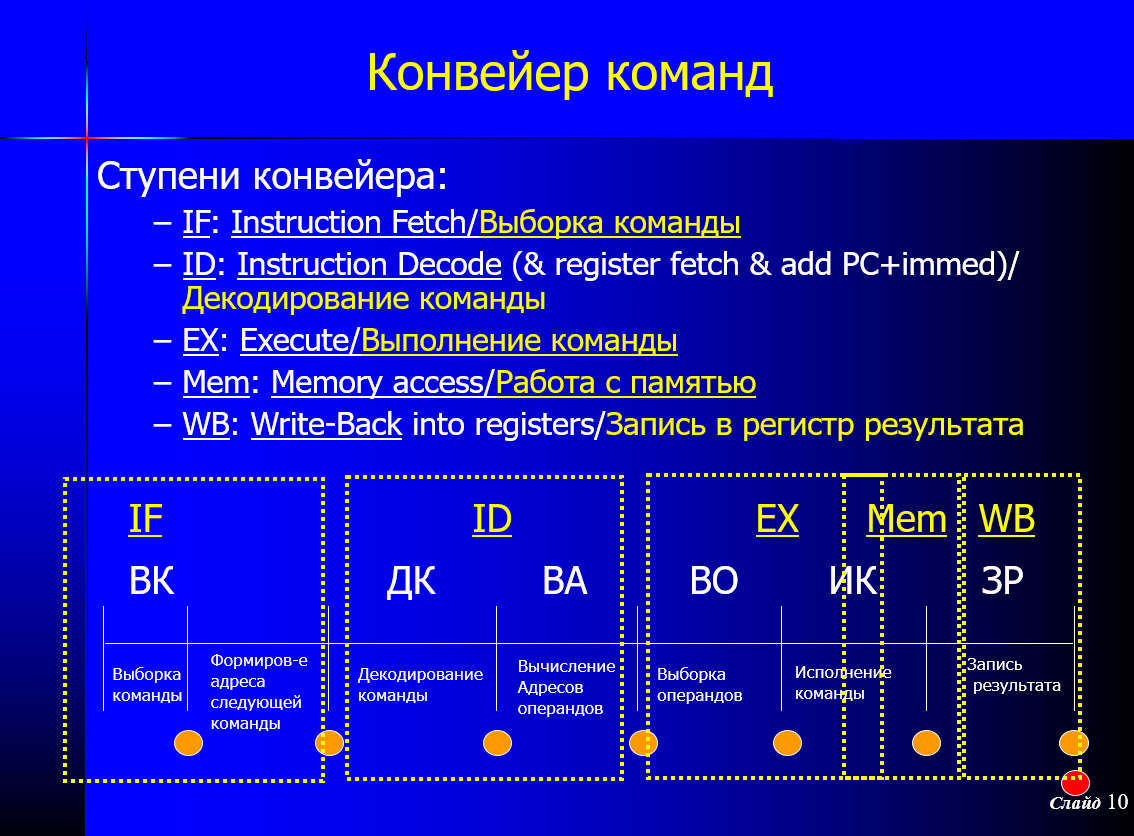 Конвейер команд
Ступени конвейера:
– IF: Instruction Fetch/Выборка команды
– ID: Instruction Decode (& register fetch & add PC+immed)/
Декодирование команды
– EX: Execute/Выполнение команды
– Mem: Memory access/Работа с памятью
– WB: Write-Back into registers/Запись в регистр результата
IF ID EX Mem WB
ВК ДК ВА ВО ИК ЗР
Выборка
команды
Формиров-е
адреса
следующей
команды
Декодирование
команды
Вычисление
Адресов
операндов
Выборка
операндов
Исполнение
команды
Запись
результата
Слайд 10